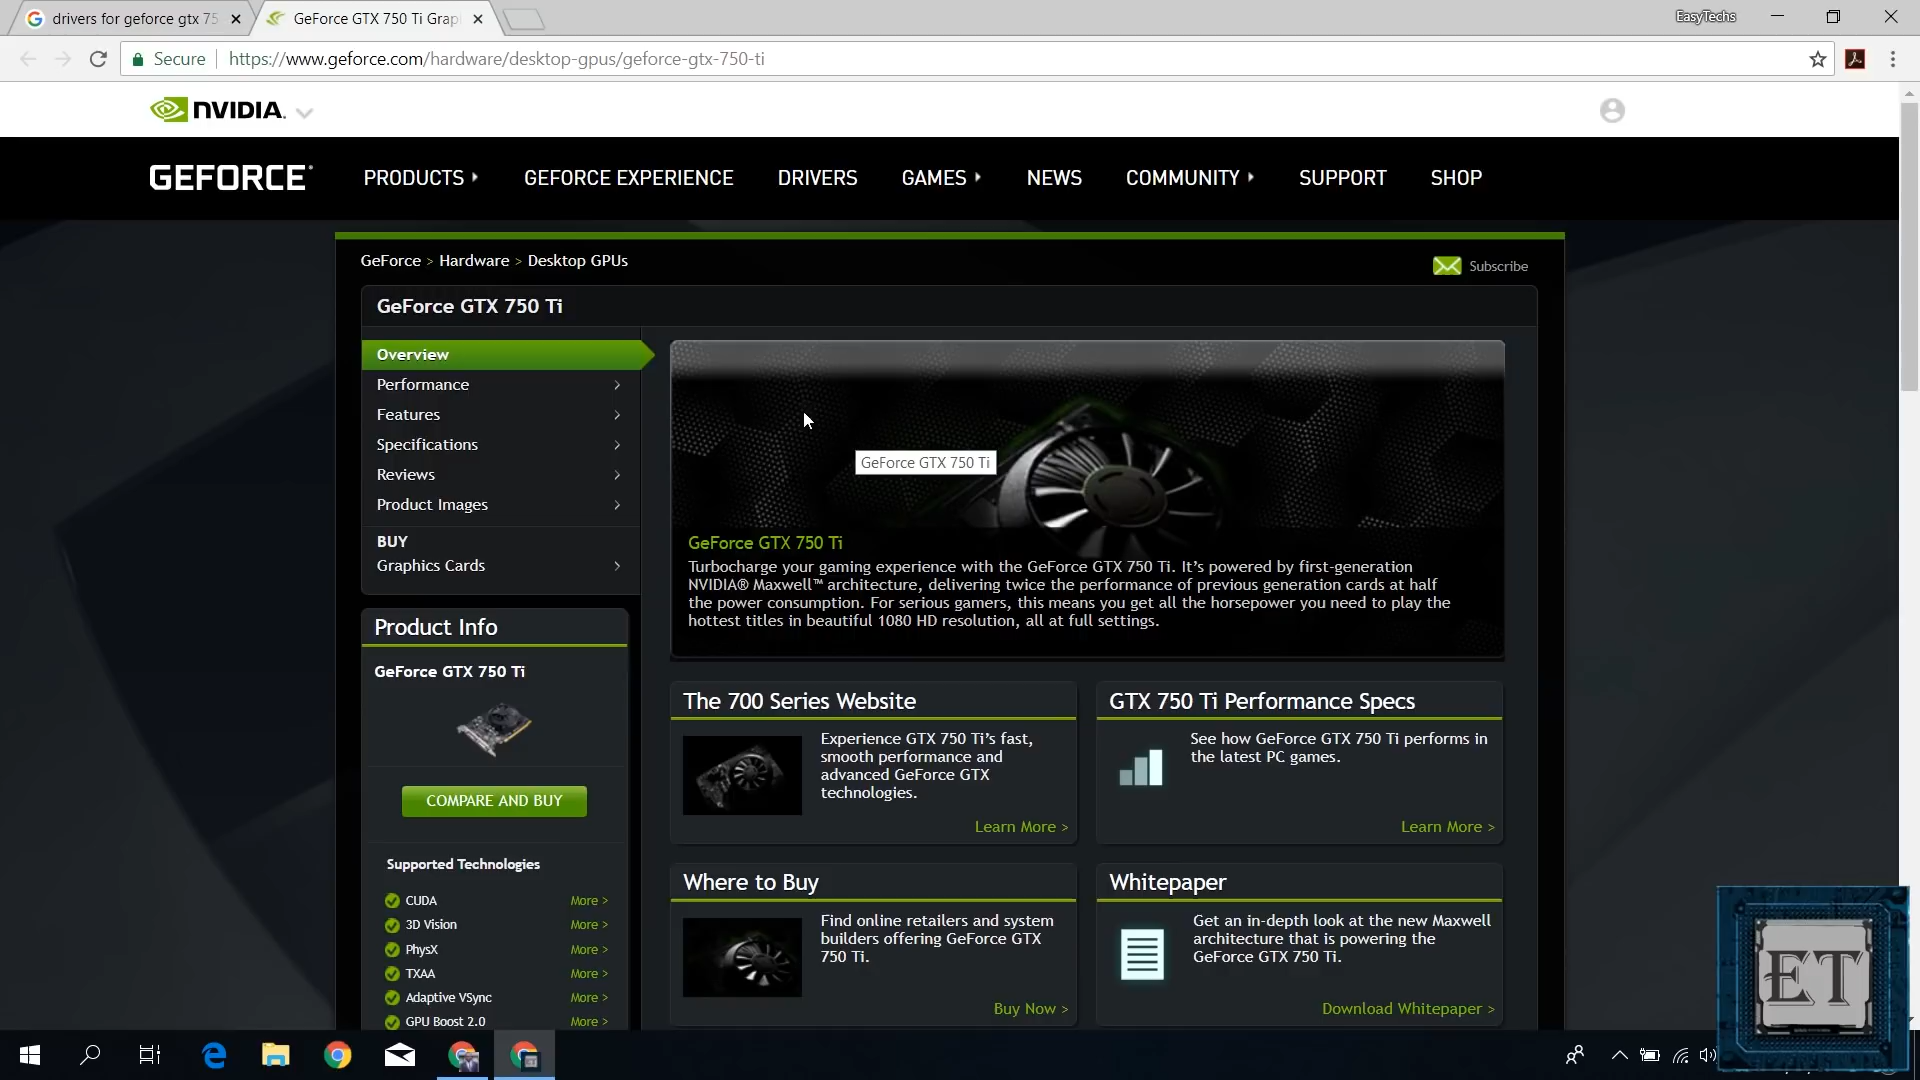 drivers for geforce gtx 75
GeForce GTX 750 Ti Grap
EasyTechs
Secure
https://www.geforce.com/hardware/desktop-gpus/geforce-gtx-750-ti
NVIDIA.
GEFORCE
PRODUCTS
GEFORCE EXPERIENCE
DRIVERS
GAMES
NEWS
COMMUNITY
SUPPORT
SHOP
GeForce > Hardware > Desktop GPUs
Subscribe
GeForce GTX 750 Ti
Overview
Performance
Features
Specifications
Reviews
Product Images
BUY
Graphics Cards
GeForce GTX 750 Ti
GeForce GTX 750 Ti
Turbocharge your gaming experience with the GeForce GTX 750 Ti. It’s powered by first-generation
NVIDIA® Maxwell™ architecture, delivering twice the performance of previous generation cards at half
the power consumption. For serious gamers, this means you get all the horsepower you need to play the
hottest titles in beautiful 1080 HD resolution, all at full settings.
Product Info
GeForce GTX 750 Ti
COMPARE AND BUY
Supported Technologies
CUDA More >
3D Vision More >
PhysX More >
TXAA More >
Adaptive VSync More >
GPU Boost 2.0 More >
The 700 Series Website
Experience GTX 750 Ti’s fast,
smooth performance and
advanced GeForce GTX
technologies.
Learn More >
GTX 750 Ti Performance Specs
See how GeForce GTX 750 Ti performs in
the latest PC games.
Learn More >
Where to Buy
Find online retailers and system
builders offering GeForce GTX
750 Ti.
Buy Now >
Whitepaper
Get an in-depth look at the new Maxwell
architecture that is powering the
GeForce GTX 750 Ti.
Download Whitepaper >
ET